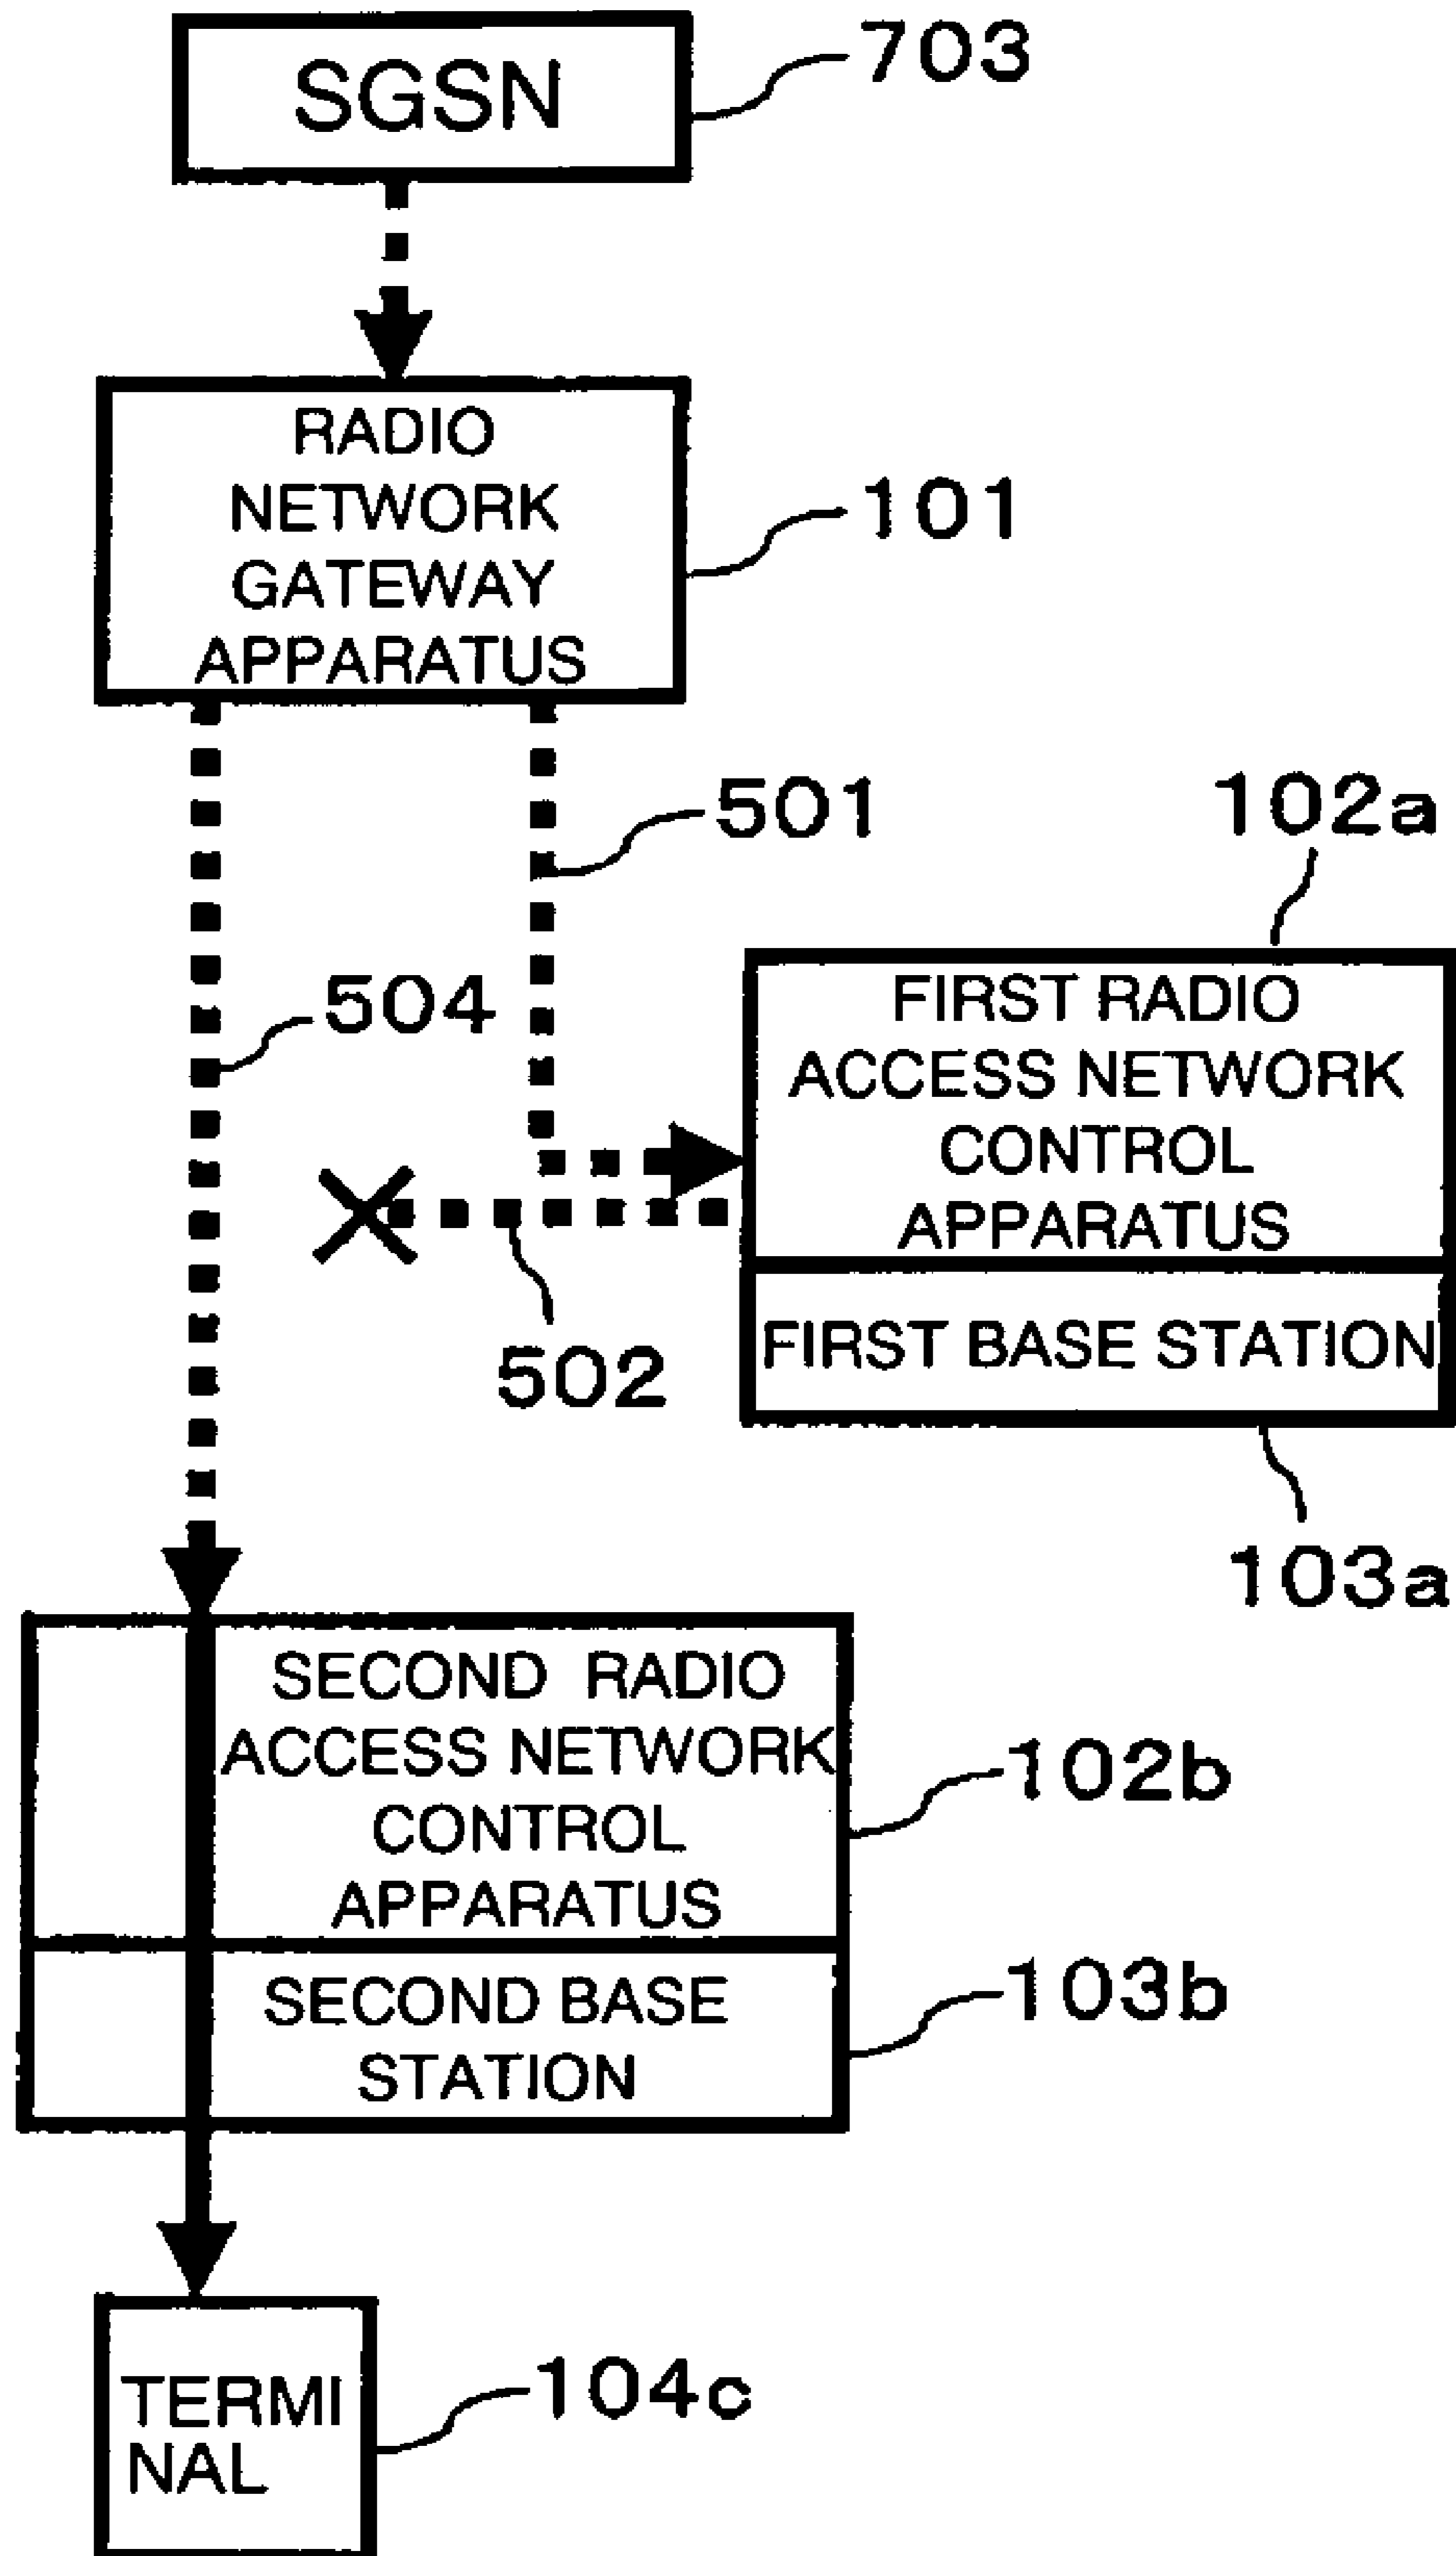 SGSN
703
RADIO
NETWORK
GATEWAY
APPARATUS
101
501
102a
504
FIRST RADIO
ACCESS NETWORK
CONTROL
APPARATUS
502
FIRST BASE STATION
103a
SECOND RADIO
ACCESS NETWORK
CONTROL
APPARATUS
102b
SECOND BASE
STATION
103b
TERMI
NAL
104c